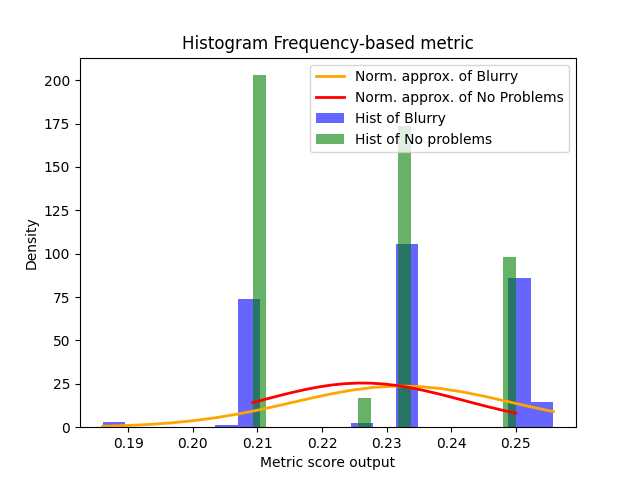 Histogram Frequency-based metric
Norm. approx. of Blurry
Norm. approx. of No Problems
Hist of Blurry
Hist of No problems
Density
200
175
150
125
100
75
50
25
0
0.19 0.20 0.21 0.22 0.23 0.24 0.25
Metric score output